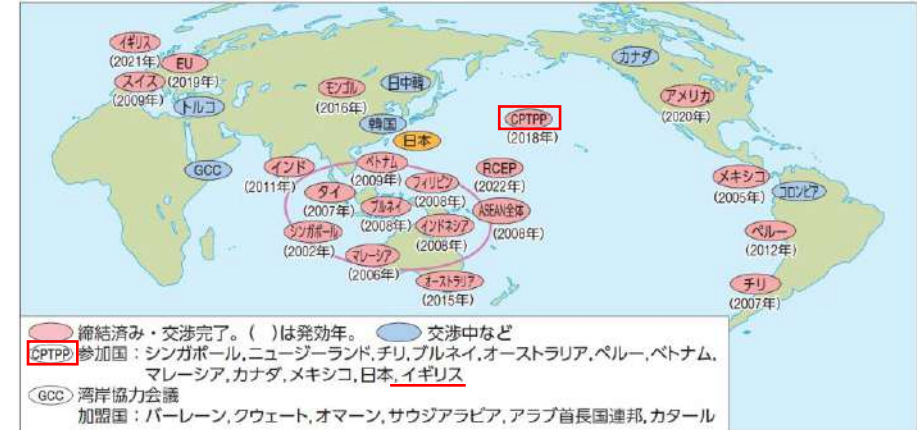 イギリス
(2021年)
EU
(2019年)
スイス
(2009年)
トルコ
GCC
モンゴル
(2016年)
日中韓
韓国
日本
CPTPP
(2018年)
カナダ
アメリカ
(2020年)
インド
(2011年)
ベトナム
(2009年)
フィリピン
(2008年)
RCEP
(2022年)
タイ
(2007年)
ブルネイ
(2008年)
インドネシア
(2008年)
ASEAN全体
(2008年)
シンガポール
(2002年)
マレーシア
(2006年)
オーストラリア
(2015年)
メキシコ
(2005年)
コロンビア
ペルー
(2012年)
チリ
(2007年)
締結済み・交渉完了。( )は発効年。 交渉中など
CPTPP 参加国:シンガポール,ニュージーランド,チリ,ブルネイ,オーストラリア,ペルー,ベトナム,
マレーシア,カナダ,メキシコ,日本,イギリス
GCC 湾岸協力会議
加盟国:バーレーン,クウェート,オマーン,サウジアラビア,アラブ首長国連邦,カタール